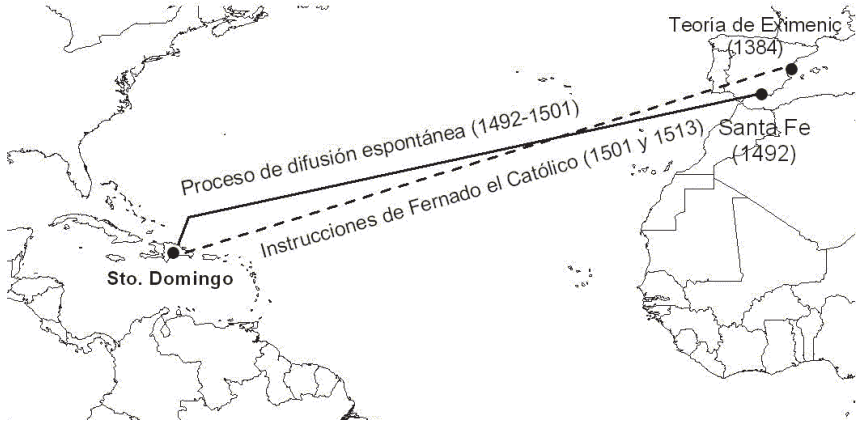 Teoría de Eximenic
(1384)
Proceso de difusión espontánea (1492-1501)
Instrucciones de Fernado el Católico (1501 y 1513)
Santa Fe
(1492)
Sto. Domingo